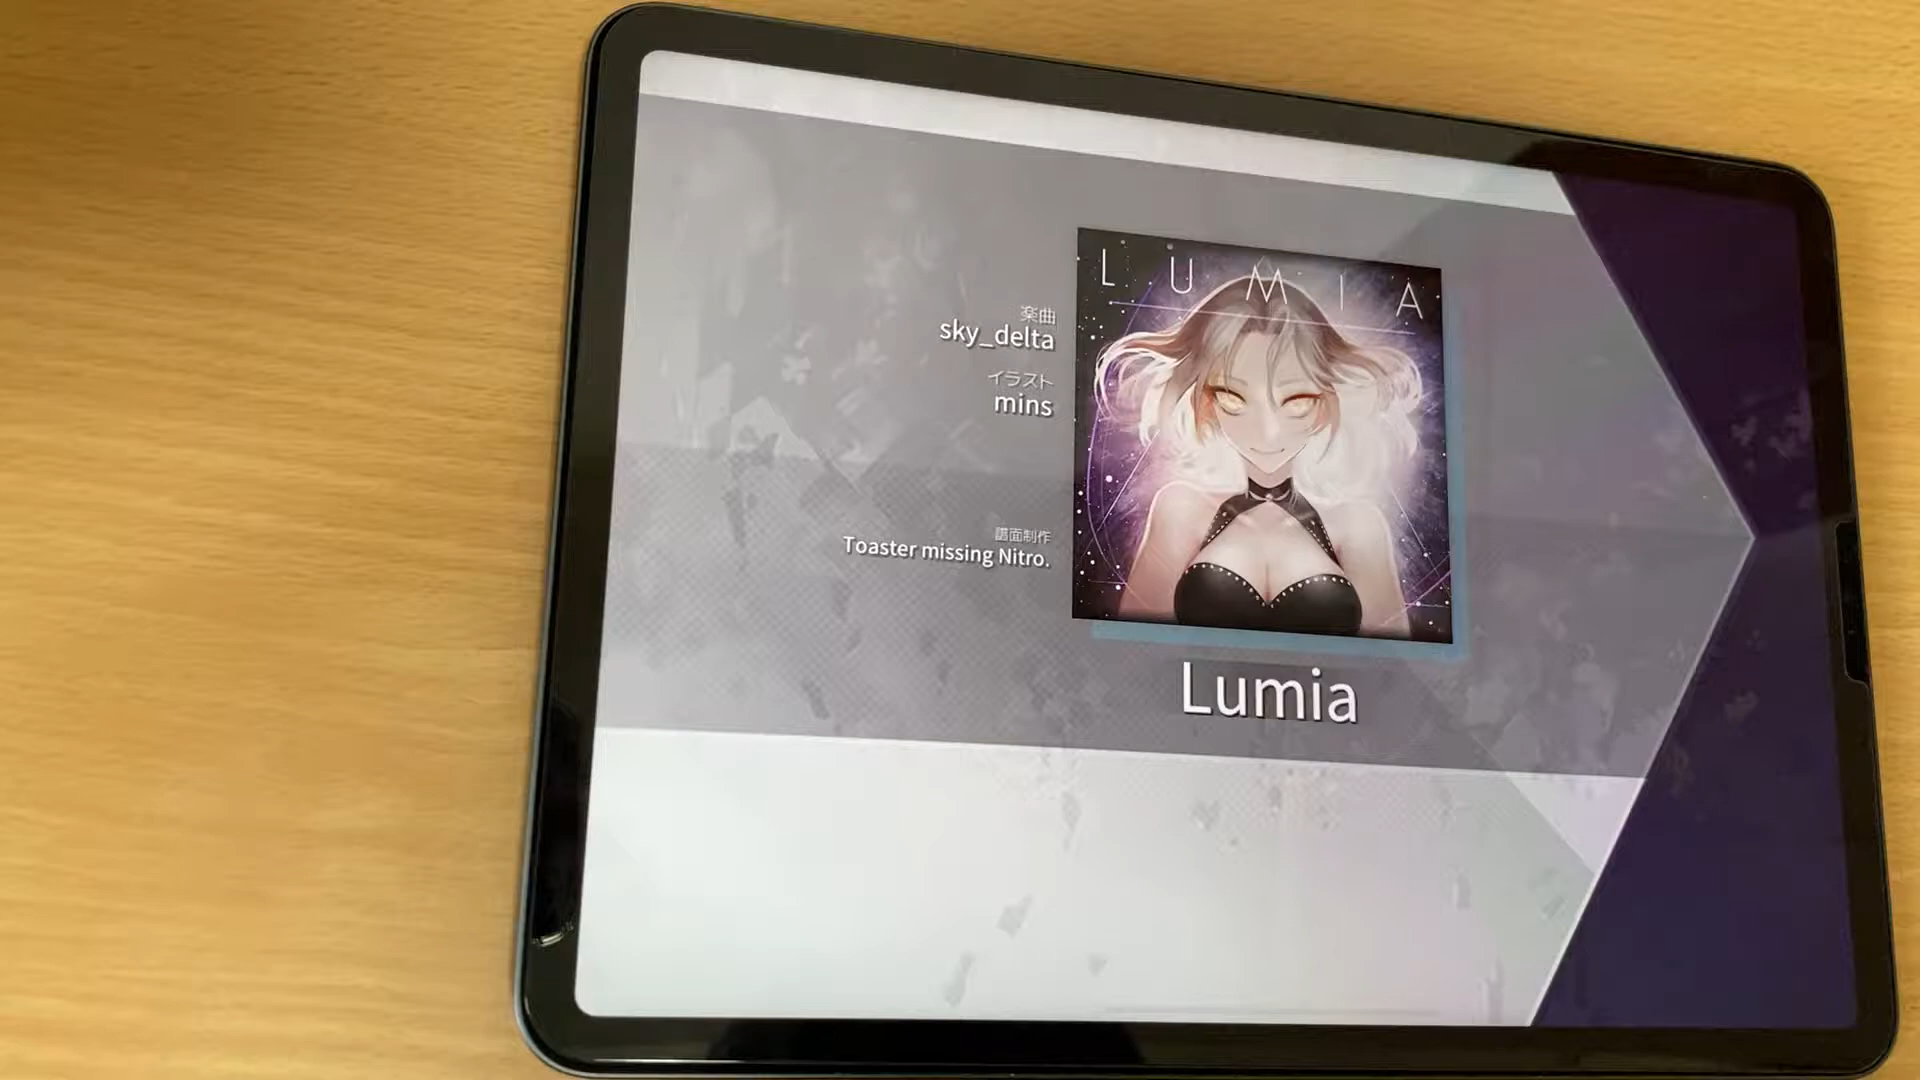 LUMIA
楽曲
sky_delta
イラスト
mins
譜面制作
Toaster missing Nitro.
Lumia